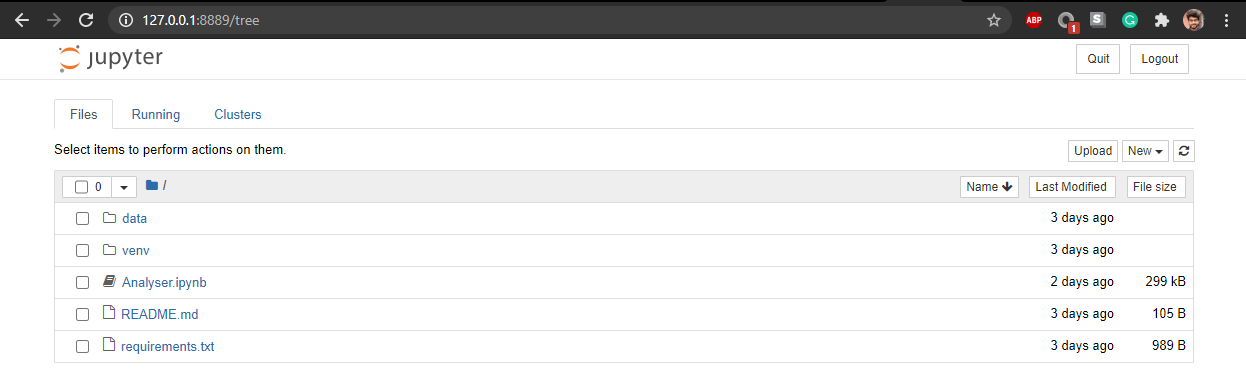 127.0.0.1:8889/tree
ABP
1
S
G
jupyter
Quit
Logout
Files
Running
Clusters
Select items to perform actions on them.
Upload
New
0
/
Name
Last Modified
File size
data
3 days ago
venv
3 days ago
Analyser.ipynb
2 days ago
299 kB
README.md
3 days ago
105 B
requirements.txt
3 days ago
989 B